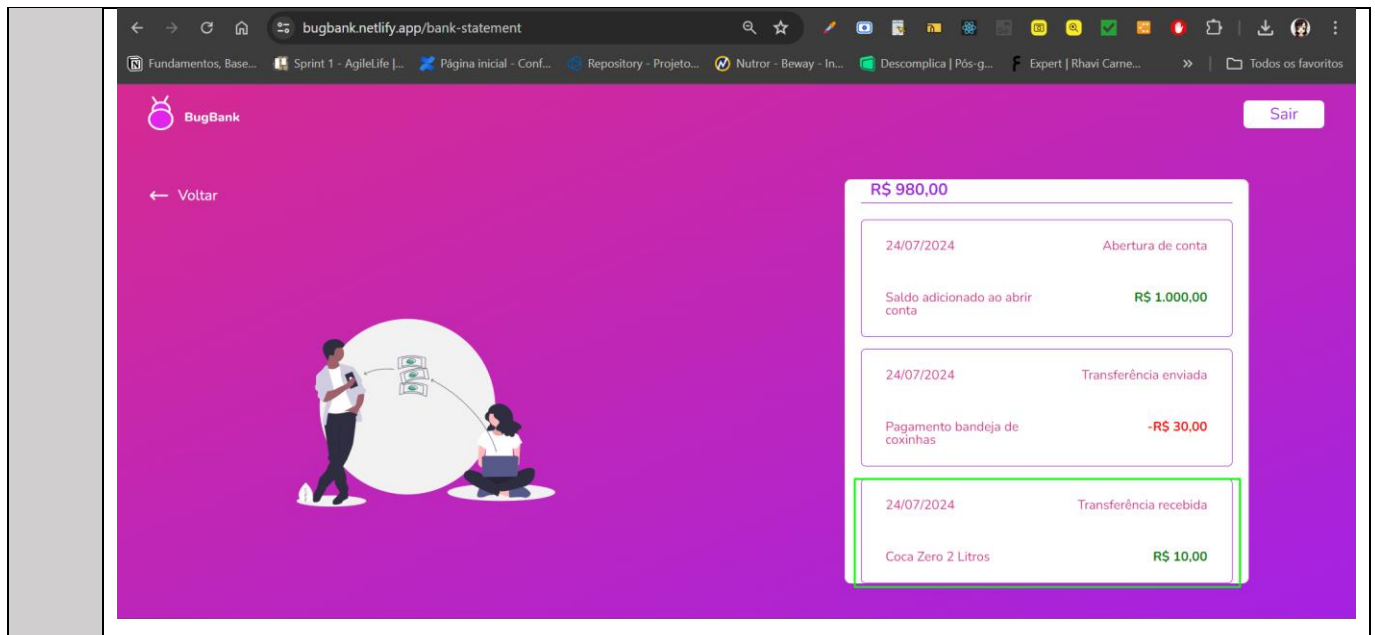 bugbank.netlify.app/bank-statement
Fundamentos, Base... Sprint 1 - AgileLife |... Página inicial - Conf... Repository - Projeto... Nutror - Beway - In... Descomplica | Pós-g... Expert | Rhavi Carne... » Todos os favoritos
BugBank
Sair
← Voltar
R$ 980,00
24/07/2024 Abertura de conta
Saldo adicionado ao abrir R$ 1.000,00
conta
24/07/2024 Transferência enviada
Pagamento bandeja de -R$ 30,00
coxinhas
24/07/2024 Transferência recebida
Coca Zero 2 Litros R$ 10,00